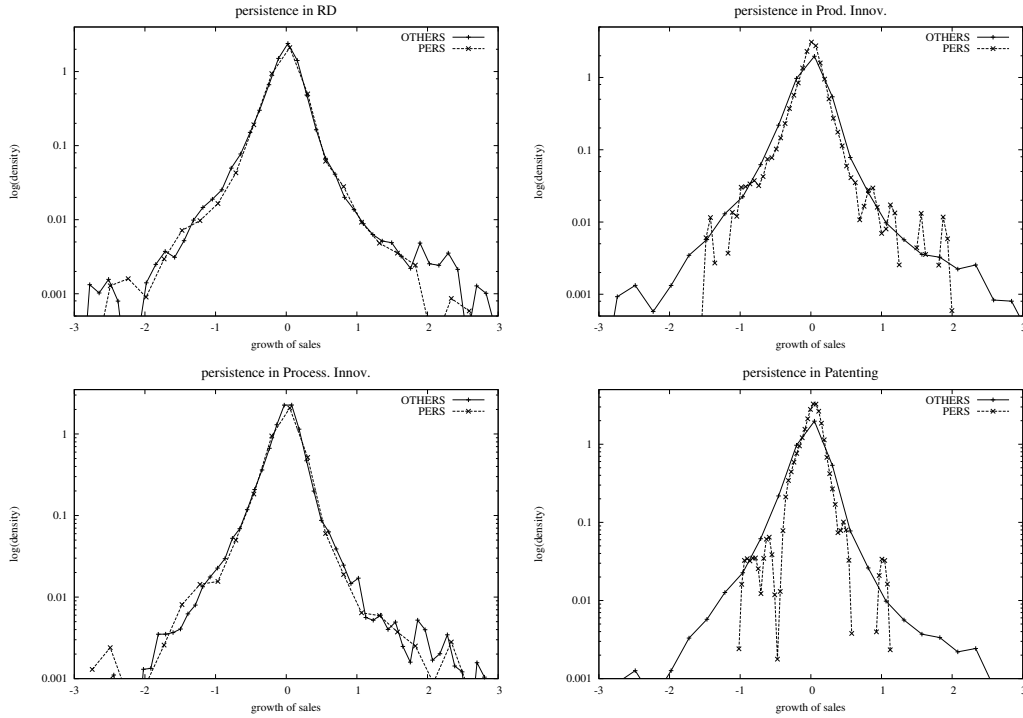 persistence in RD
OTHERS
PERS
log(density)
1
0.1
0.01
0.001
-3 -2 -1 0 1 2 3
growth of sales
persistence in Prod. Innov.
OTHERS
PERS
log(density)
1
0.1
0.01
0.001
-3 -2 -1 0 1 2 3
growth of sales
persistence in Process. Innov.
OTHERS
PERS
log(density)
1
0.1
0.01
0.001
-3 -2 -1 0 1 2 3
growth of sales
persistence in Patenting
OTHERS
PERS
log(density)
1
0.1
0.01
0.001
-3 -2 -1 0 1 2 3
growth of sales